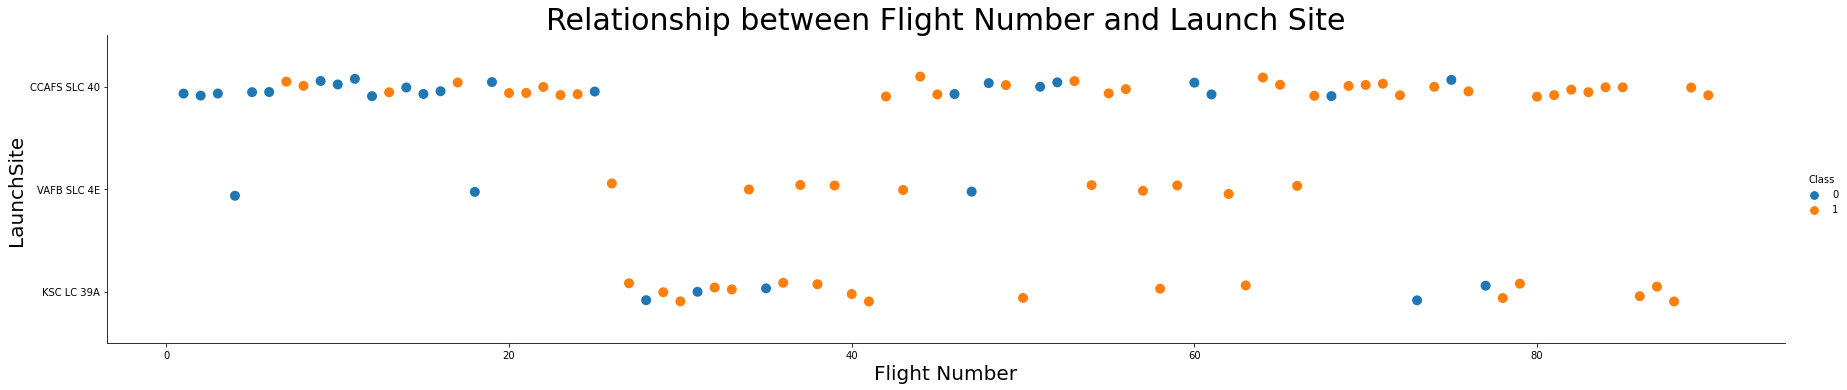 Relationship between Flight Number and Launch Site
LaunchSite
CCAFS SLC 40
VAFB SLC 4E
KSC LC 39A
0
20
40
60
80
Flight Number
Class
0
1